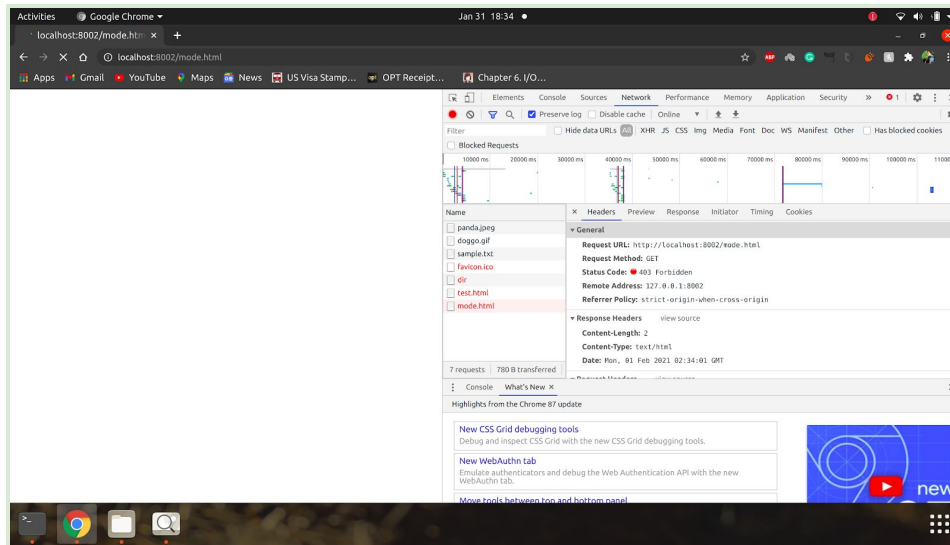 Activities Google Chrome Jan 31 18:34
localhost:8002/mode.htm × +
localhost:8002/mode.html
Apps Gmail YouTube Maps News US Visa Stamp... OPT Receipt... Chapter 6. I/O...
Elements Console Sources Network Performance Memory Application Security » 1
Preserve log Disable cache Online
Filter Hide data URLs All XHR JS CSS Img Media Font Doc WS Manifest Other Has blocked cookies
Blocked Requests
10000 ms 20000 ms 30000 ms 40000 ms 50000 ms 60000 ms 70000 ms 80000 ms 90000 ms 100000 ms 1100
Name × Headers Preview Response Initiator Timing Cookies
panda.jpeg
doggo.gif
sample.txt
favicon.ico
dir
test.html
mode.html
General
Request URL: http://localhost:8002/mode.html
Request Method: GET
Status Code: 403 Forbidden
Remote Address: 127.0.0.1:8002
Referrer Policy: strict-origin-when-cross-origin
Response Headers view source
Content-Length: 2
Content-Type: text/html
Date: Mon, 01 Feb 2021 02:34:01 GMT
7 requests 780 B transferred
Console What's New ×
Highlights from the Chrome 87 update
New CSS Grid debugging tools
Debug and inspect CSS Grid with the new CSS Grid debugging tools.
New WebAuthn tab
Emulate authenticators and debug the Web Authentication API with the new
WebAuthn tab.
Move tools between top and bottom panel
new